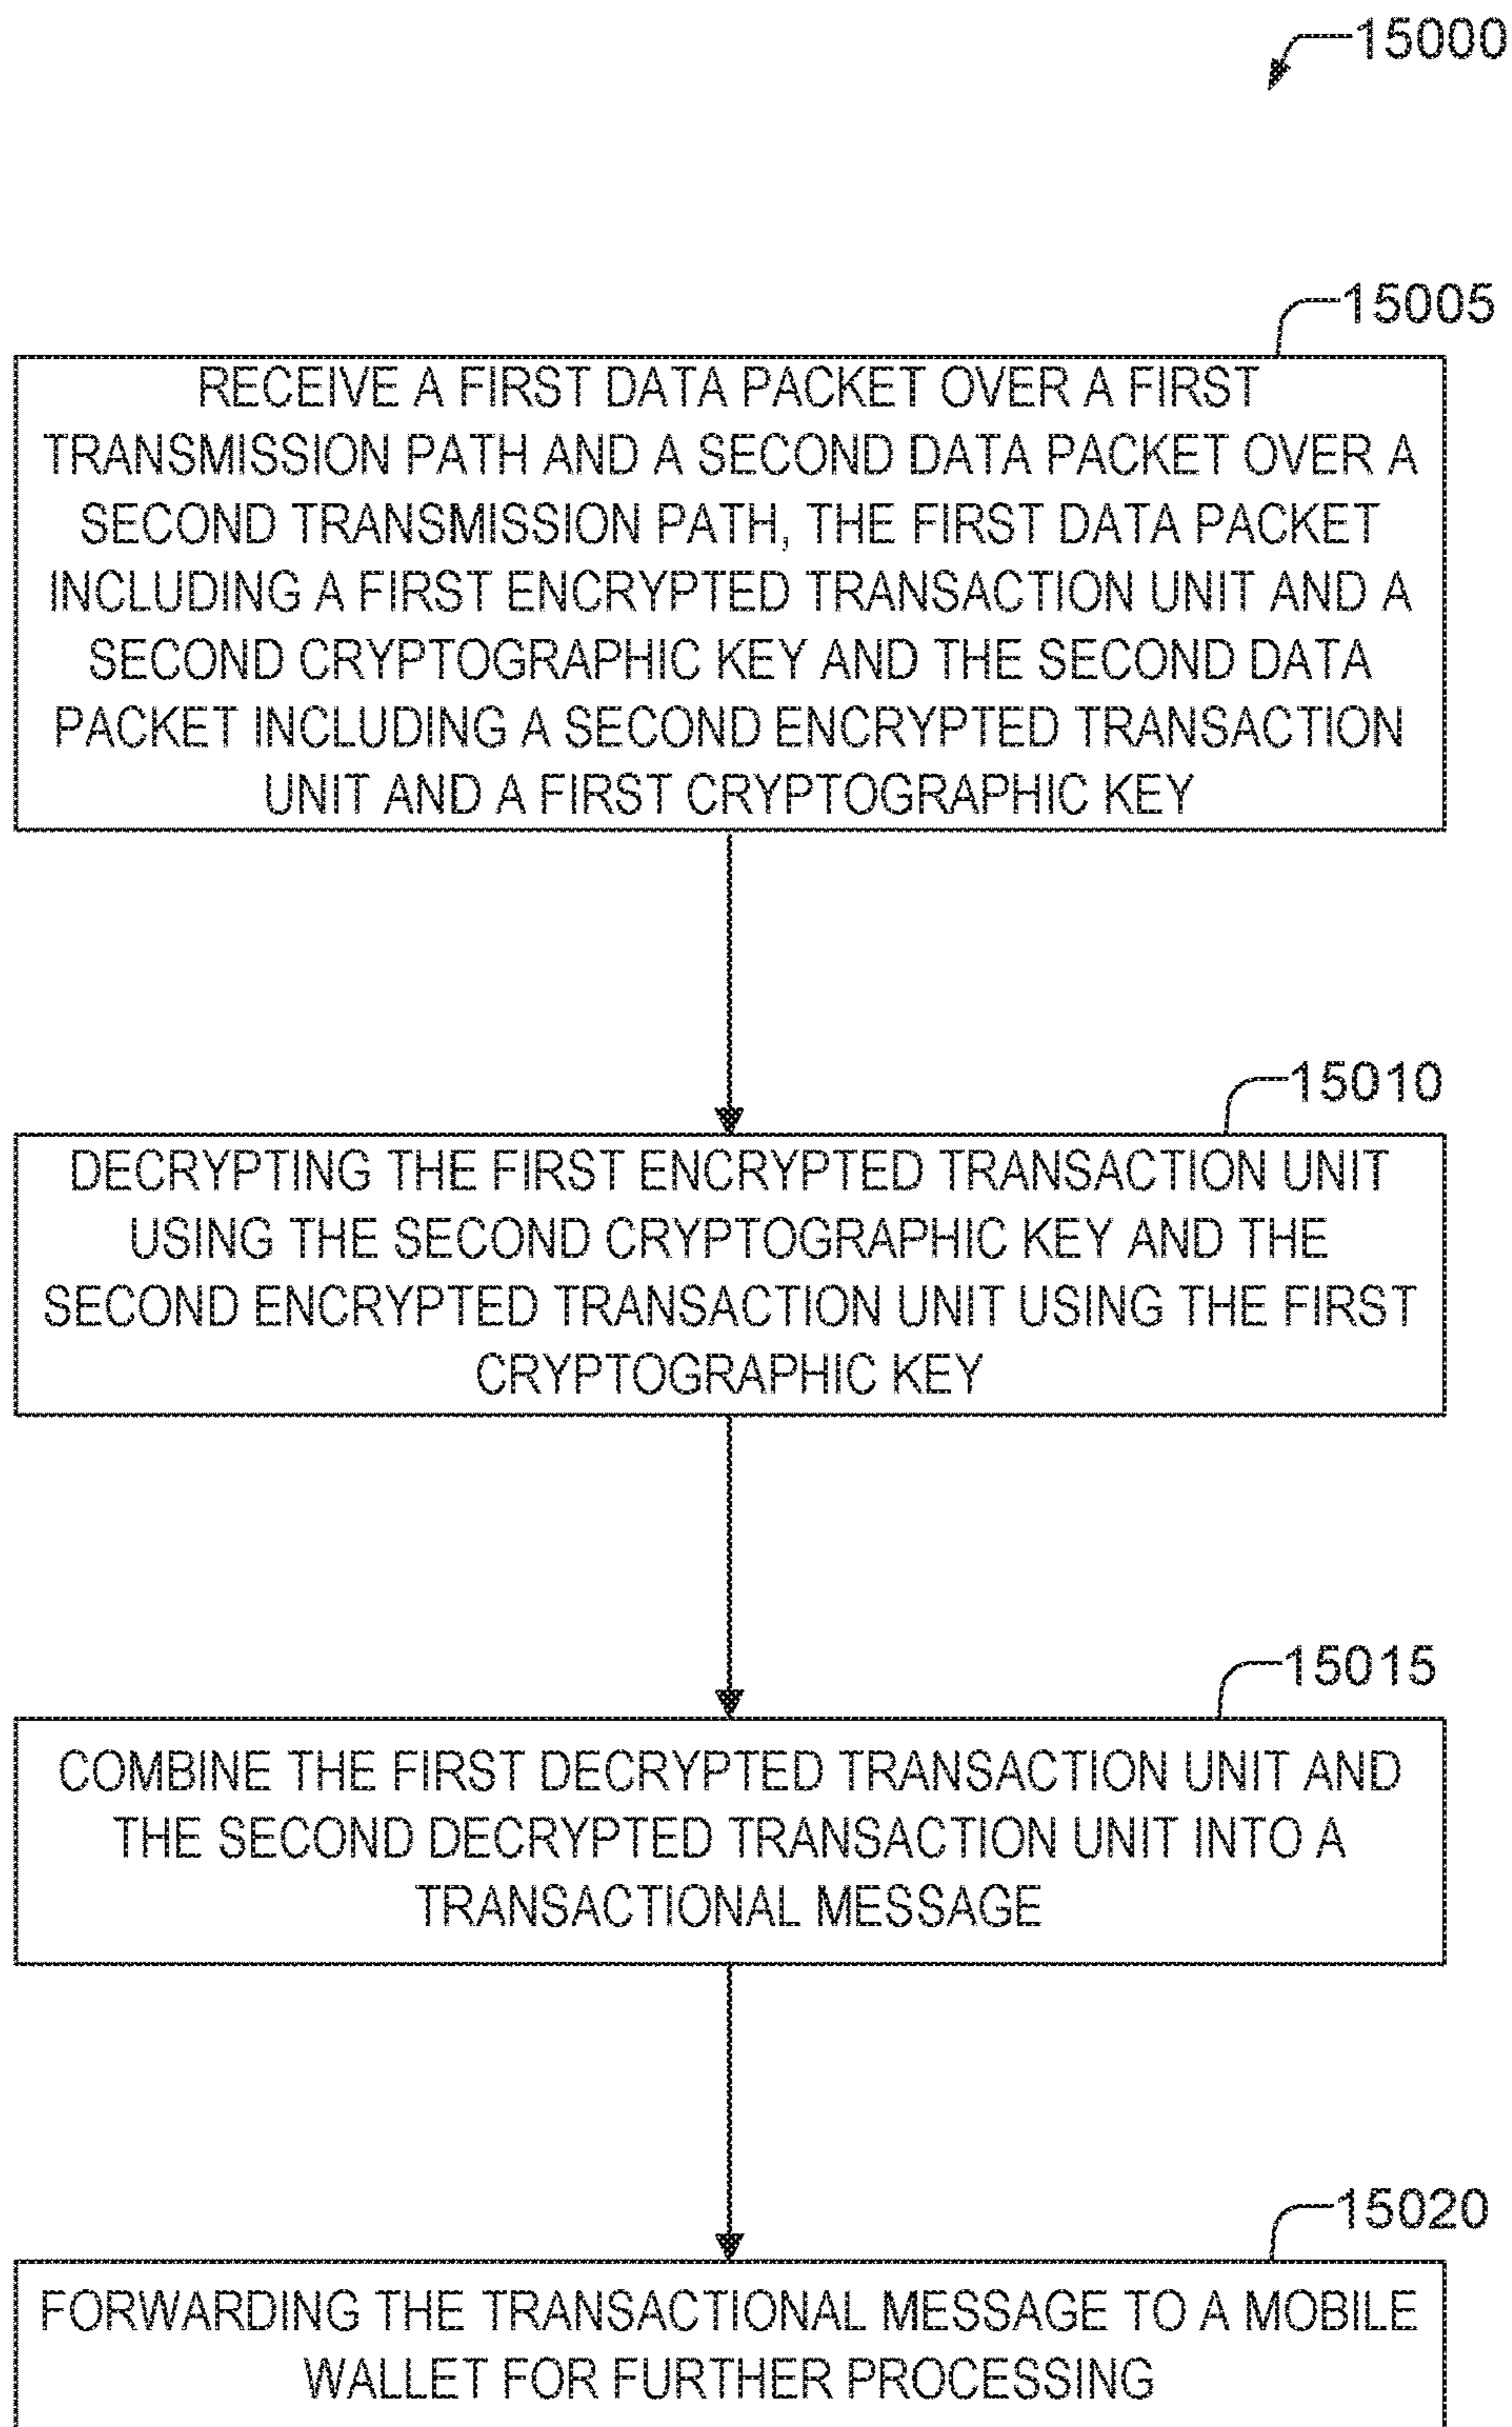 15000
15005
RECEIVE A FIRST DATA PACKET OVER A FIRST
TRANSMISSION PATH AND A SECOND DATA PACKET OVER A
SECOND TRANSMISSION PATH, THE FIRST DATA PACKET
INCLUDING A FIRST ENCRYPTED TRANSACTION UNIT AND A
SECOND CRYPTOGRAPHIC KEY AND THE SECOND DATA
PACKET INCLUDING A SECOND ENCRYPTED TRANSACTION
UNIT AND A FIRST CRYPTOGRAPHIC KEY
15010
DECRYPTING THE FIRST ENCRYPTED TRANSACTION UNIT
USING THE SECOND CRYPTOGRAPHIC KEY AND THE
SECOND ENCRYPTED TRANSACTION UNIT USING THE FIRST
CRYPTOGRAPHIC KEY
15015
COMBINE THE FIRST DECRYPTED TRANSACTION UNIT AND
THE SECOND DECRYPTED TRANSACTION UNIT INTO A
TRANSACTIONAL MESSAGE
15020
FORWARDING THE TRANSACTIONAL MESSAGE TO A MOBILE
WALLET FOR FURTHER PROCESSING